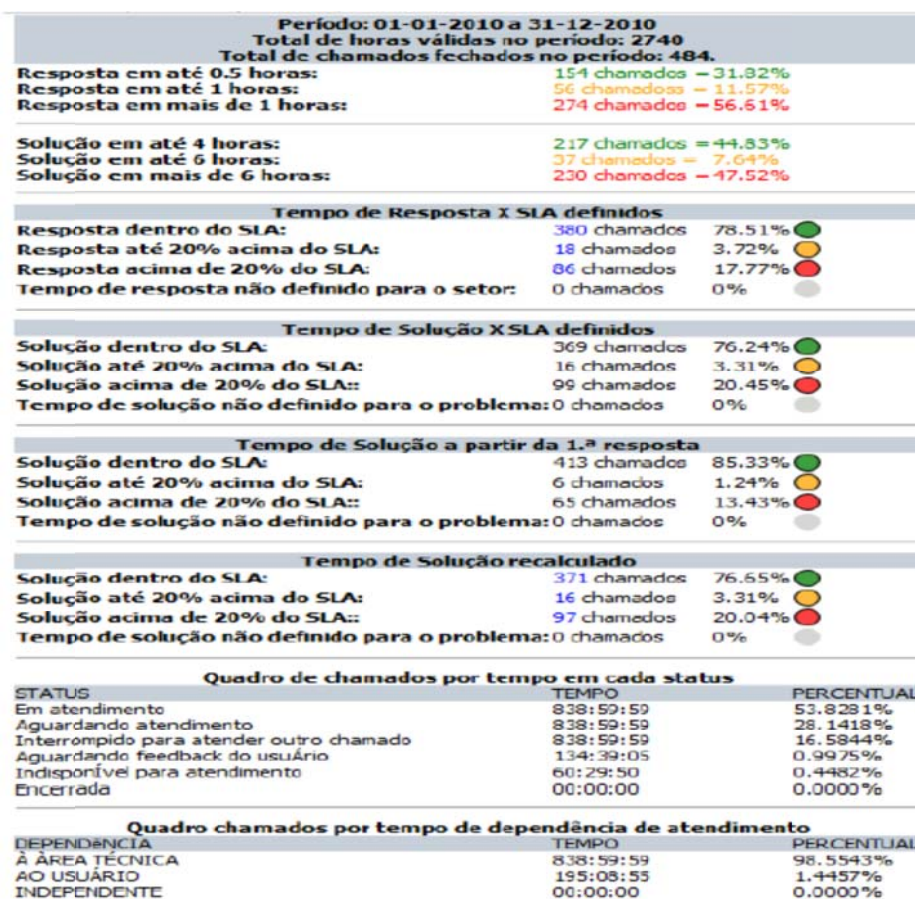 Período: 01-01-2010 a 31-12-2010
Total de horas válidas no período: 2740
Total de chamados fechados no período: 484.
Resposta em até 0.5 horas: 154 chamados = 31.82%
Resposta em até 1 horas: 56 chamadoss = 11.57%
Resposta em mais de 1 horas: 274 chamados = 56.61%
Solução em até 4 horas: 217 chamados = 44.83%
Solução em até 6 horas: 37 chamados = 7.64%
Solução em mais de 6 horas: 230 chamados = 47.52%
Tempo de Resposta X SLA definidos
Resposta dentro do SLA: 380 chamados 78.51%
Resposta até 20% acima do SLA: 18 chamados 3.72%
Resposta acima de 20% do SLA: 86 chamados 17.77%
Tempo de resposta não definido para o setor: 0 chamados 0%
Tempo de Solução X SLA definidos
Solução dentro do SLA: 369 chamados 76.24%
Solução até 20% acima do SLA: 16 chamados 3.31%
Solução acima de 20% do SLA:: 99 chamados 20.45%
Tempo de solução não definido para o problema: 0 chamados 0%
Tempo de Solução a partir da 1.ª resposta
Solução dentro do SLA: 413 chamados 85.33%
Solução até 20% acima do SLA: 6 chamados 1.24%
Solução acima de 20% do SLA:: 65 chamados 13.43%
Tempo de solução não definido para o problema: 0 chamados 0%
Tempo de Solução recalculado
Solução dentro do SLA: 371 chamados 76.65%
Solução até 20% acima do SLA: 16 chamados 3.31%
Solução acima de 20% do SLA:: 97 chamados 20.04%
Tempo de solução não definido para o problema: 0 chamados 0%
Quadro de chamados por tempo em cada status
STATUS TEMPO PERCENTUAL
Em atendimento 838:59:59 53.8281%
Aguardando atendimento 838:59:59 28.1418%
Interrompido para atender outro chamado 838:59:59 16.5844%
Aguardando feedback do usuÁrio 134:39:05 0.9975%
Indisponível para atendimento 60:29:50 0.4482%
Encerrada 00:00:00 0.0000%
Quadro chamados por tempo de dependência de atendimento
DEPENDêNCIA TEMPO PERCENTUAL
À ÀREA TÉCNICA 838:59:59 98.5543%
AO USUÁRIO 195:08:55 1.4457%
INDEPENDENTE 00:00:00 0.0000%